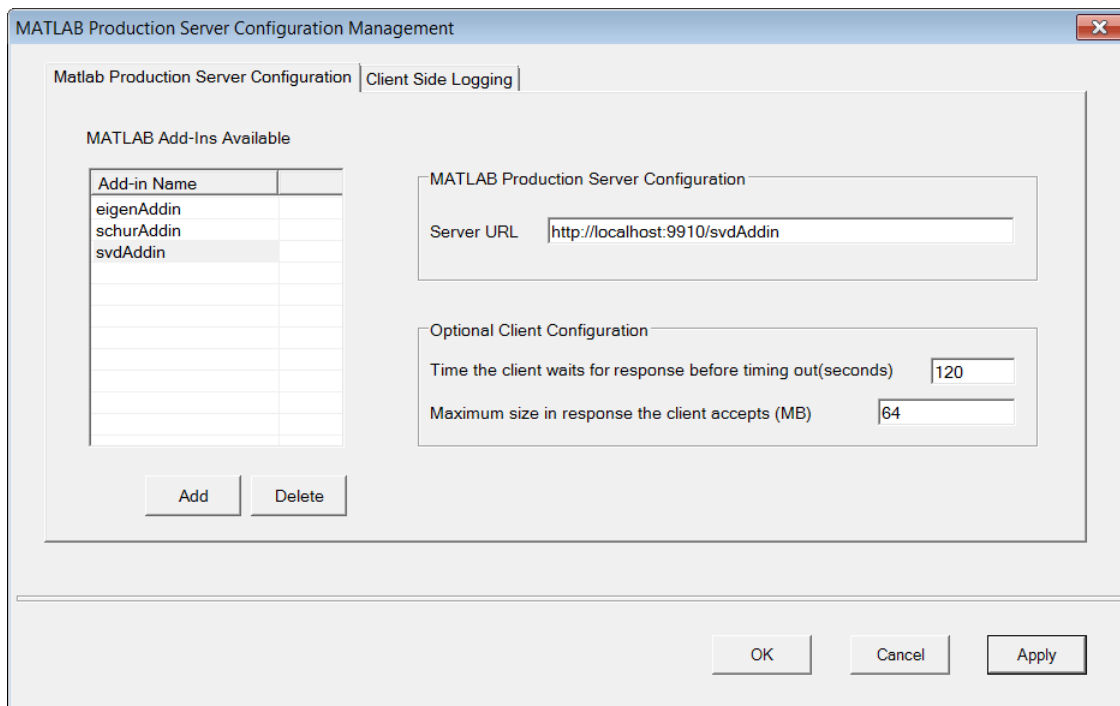 MATLAB Production Server Configuration Management
Matlab Production Server Configuration
Client Side Logging
MATLAB Add-Ins Available
Add-in Name
eigenAddin
schurAddin
svdAddin
Add
Delete
MATLAB Production Server Configuration
Server URL
http://localhost:9910/svdAddin
Optional Client Configuration
Time the client waits for response before timing out(seconds)
120
Maximum size in response the client accepts (MB)
64
OK
Cancel
Apply